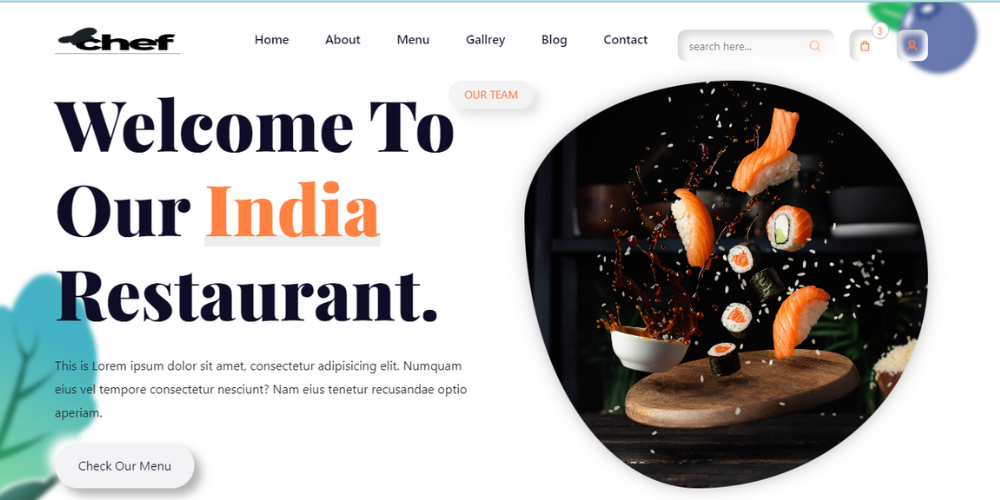 chef
Home About Menu Gallrey Blog Contact
search here...
3
OUR TEAM
Welcome To
Our India
Restaurant.
This is Lorem ipsum dolor sit amet, consectetur adipisicing elit. Numquam
eius vel tempore consectetur nesciunt? Nam eius tenetur recusandae optio
aperiam.
Check Our Menu